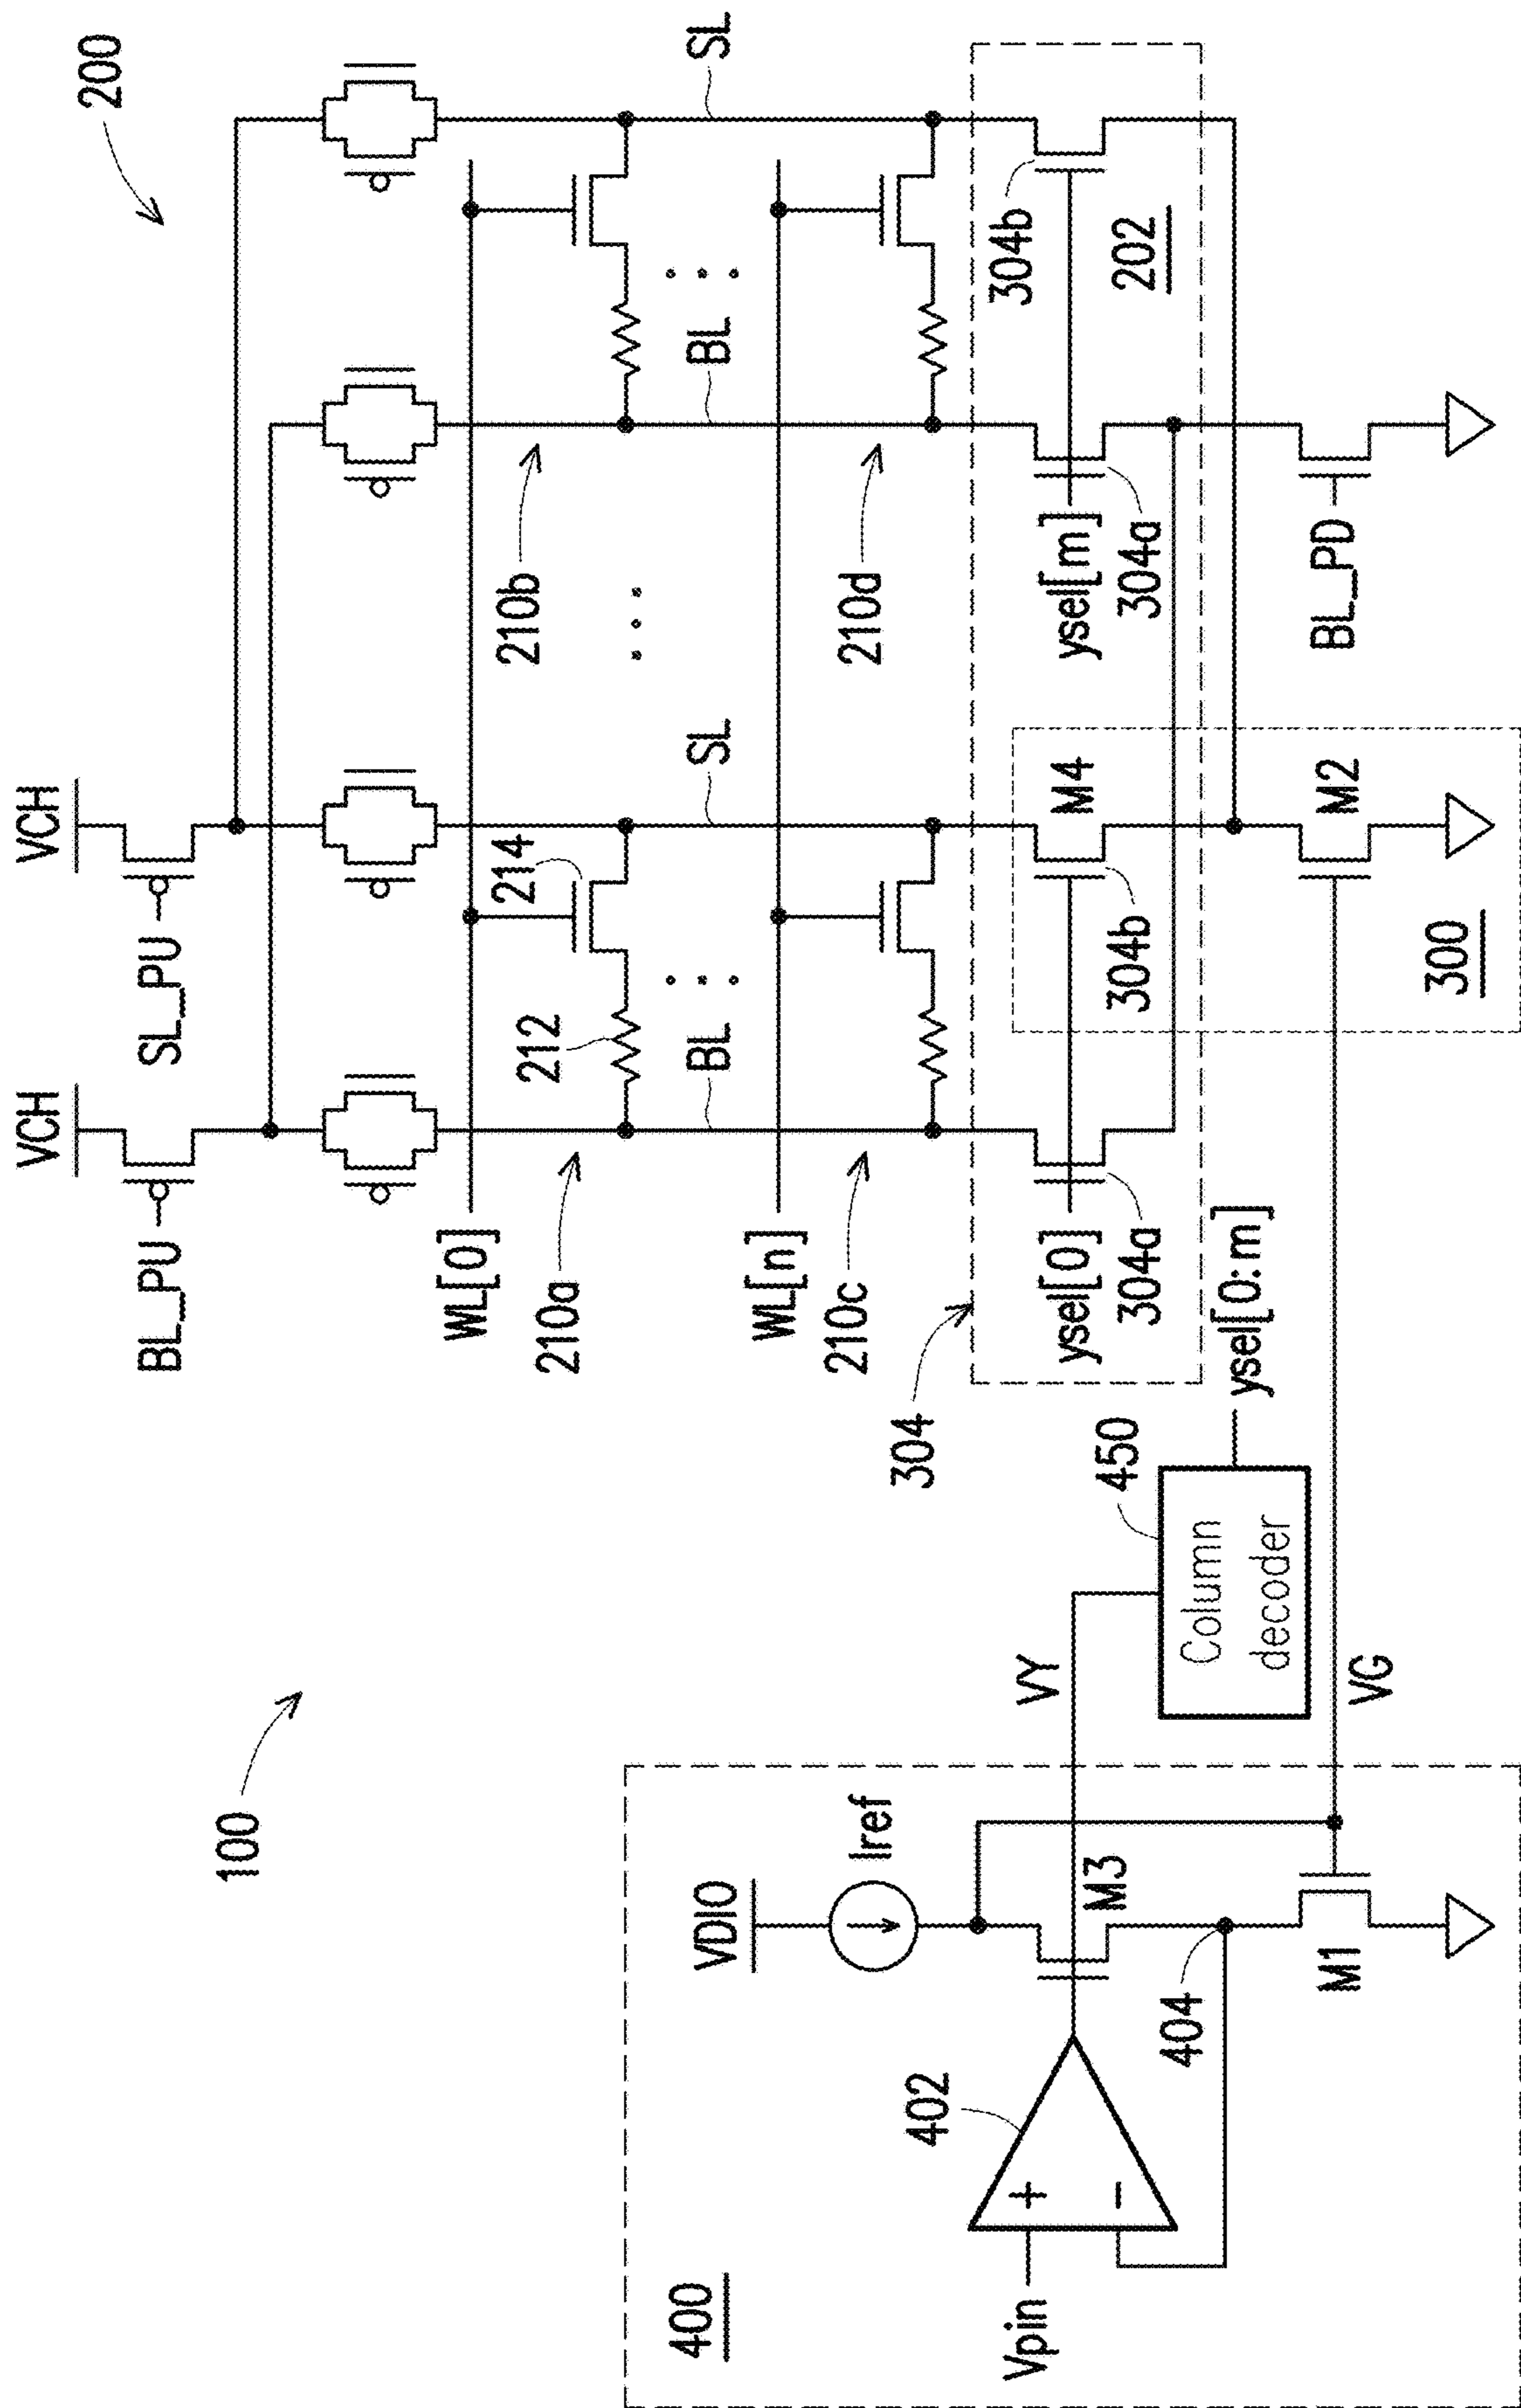 100
200
VCH
VCH
BL_PU
SL_PU
WL[0]
210a
212
214
210b
BL
SL
BL
SL
WL[n]
210c
210d
304
ysel[0]
304a
304b
M4
ysel[m]
304a
304b
202
400
VDIO
Iref
Vpin
+
-
402
M3
404
M1
VY
450
Column
decoder
ysel[0:m]
VG
300
M2
BL_PD